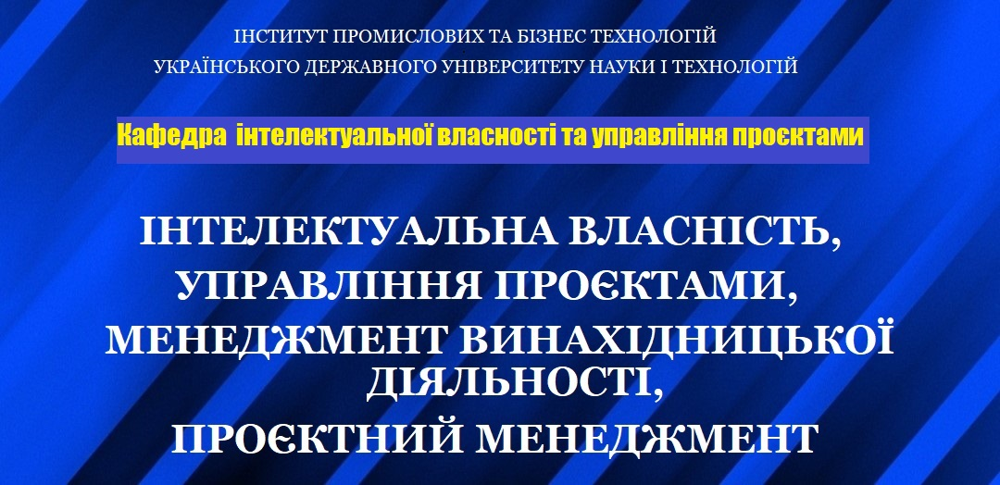 ІНСТИТУТ ПРОМИСЛОВИХ ТА БІЗНЕС ТЕХНОЛОГІЙ
УКРАЇНСЬКОГО ДЕРЖАВНОГО УНІВЕРСИТЕТУ НАУКИ І ТЕХНОЛОГІЙ
Кафедра інтелектуальної власності та управління проєктами
ІНТЕЛЕКТУАЛЬНА ВЛАСНІСТЬ,
УПРАВЛІННЯ ПРОЄКТАМИ,
МЕНЕДЖМЕНТ ВИНАХІДНИЦЬКОЇ
ДІЯЛЬНОСТІ,
ПРОЄКТНИЙ МЕНЕДЖМЕНТ